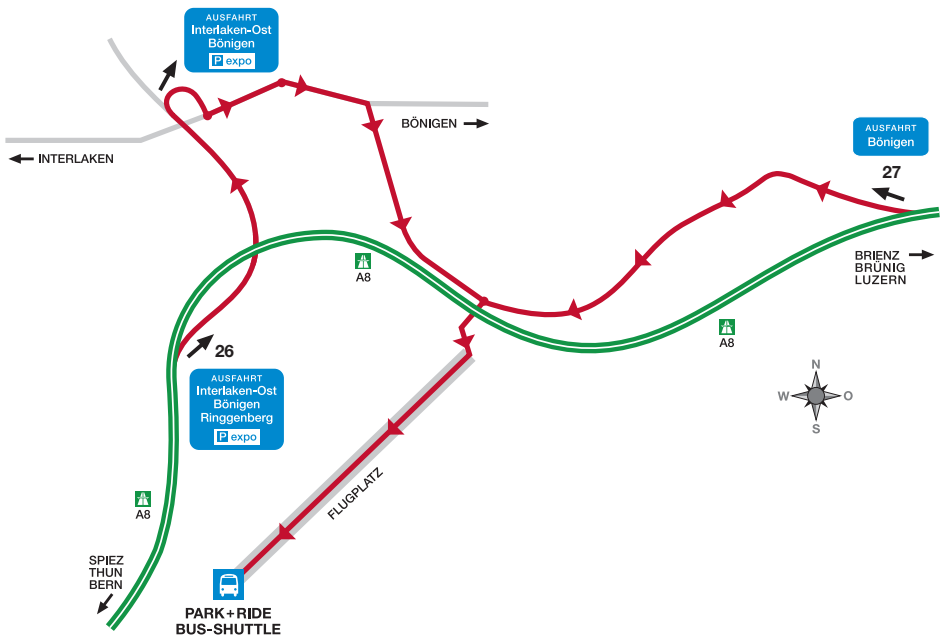 AUSFAHRT
Interlaken-Ost
Bönigen
P expo
BÖNIGEN
INTERLAKEN
AUSFAHRT
Bönigen
27
BRIENZ
BRÜNIG
LUZERN
A8
A8
26
AUSFAHRT
Interlaken-Ost
Bönigen
Ringgenberg
P expo
N
W O
S
FLUGPLATZ
A8
SPIEZ
THUN
BERN
PARK+RIDE
BUS-SHUTTLE